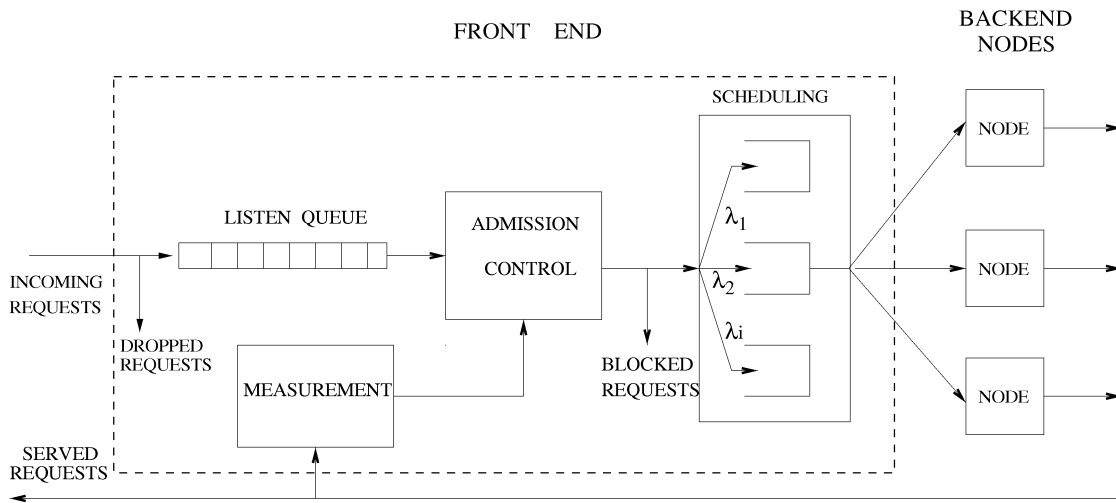 FRONT END
BACKEND
NODES
SCHEDULING
NODE
LISTEN QUEUE
ADMISSION
CONTROL
λ1
λ2
λi
NODE
INCOMING
REQUESTS
DROPPED
REQUESTS
MEASUREMENT
BLOCKED
REQUESTS
NODE
SERVED
REQUESTS